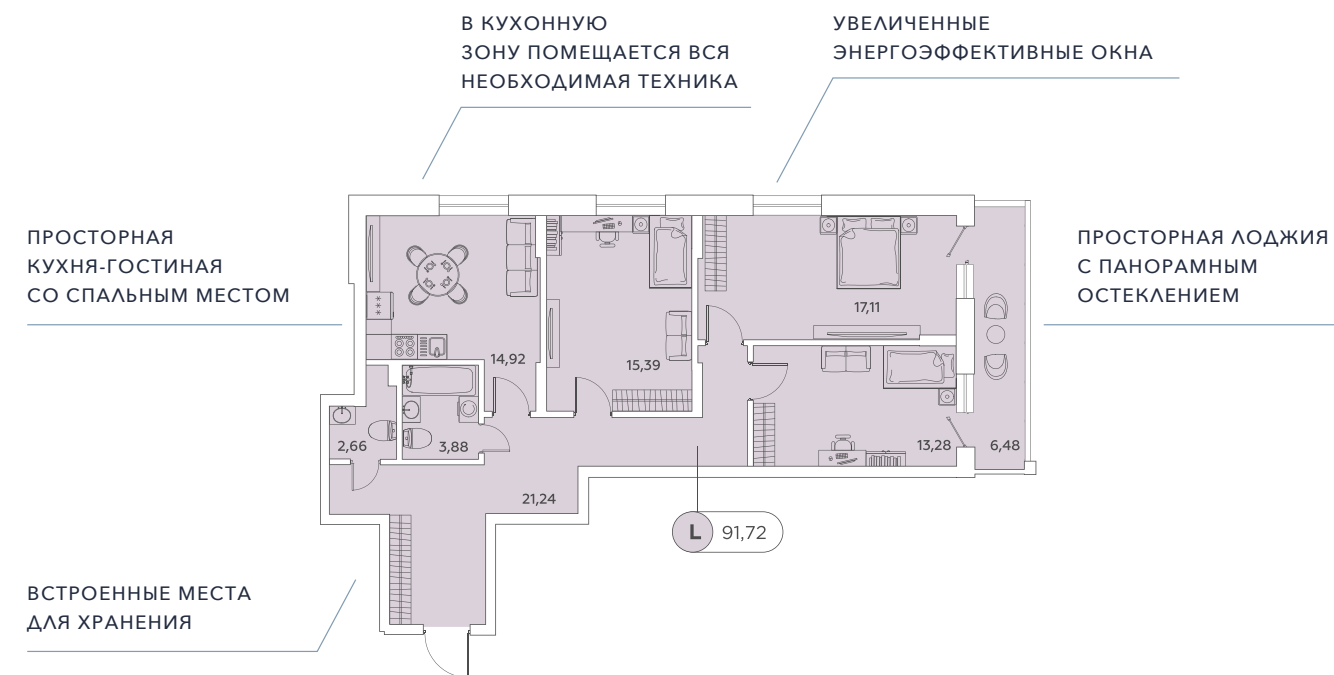 В КУХОННУЮ
ЗОНУ ПОМЕЩАЕТСЯ ВСЯ
НЕОБХОДИМАЯ ТЕХНИКА
УВЕЛИЧЕННЫЕ
ЭНЕРГОЭФФЕКТИВНЫЕ ОКНА
ПРОСТОРНАЯ
КУХНЯ-ГОСТИНАЯ
СО СПАЛЬНЫМ МЕСТОМ
ПРОСТОРНАЯ ЛОДЖИЯ
С ПАНОРАМНЫМ
ОСТЕКЛЕНИЕМ
14,92
15,39
17,11
2,66
3,88
13,28
6,48
21,24
L 91,72
ВСТРОЕННЫЕ МЕСТА
ДЛЯ ХРАНЕНИЯ